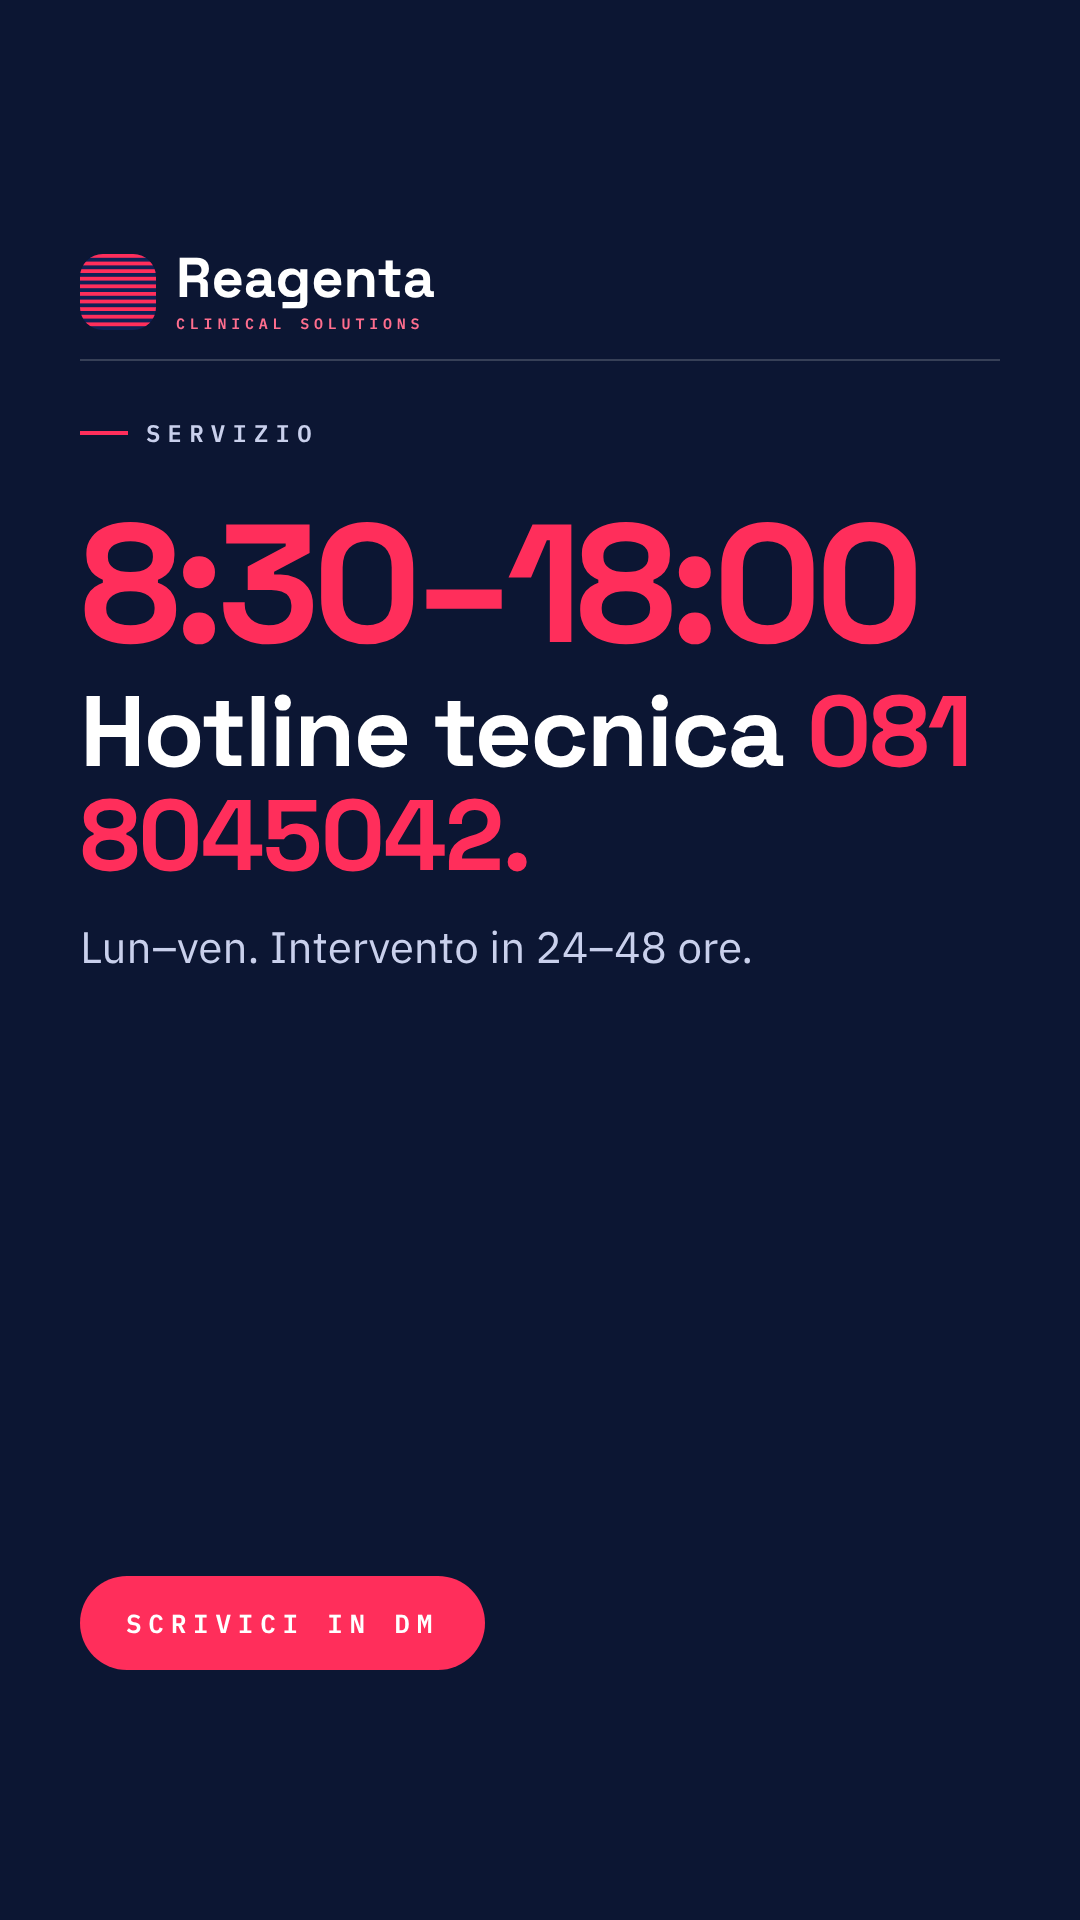 Reagenta
CLINICAL SOLUTIONS
SERVIZIO
8:30–18:00
Hotline tecnica 081
8045042.
Lun–ven. Intervento in 24–48 ore.
SCRIVICI IN DM